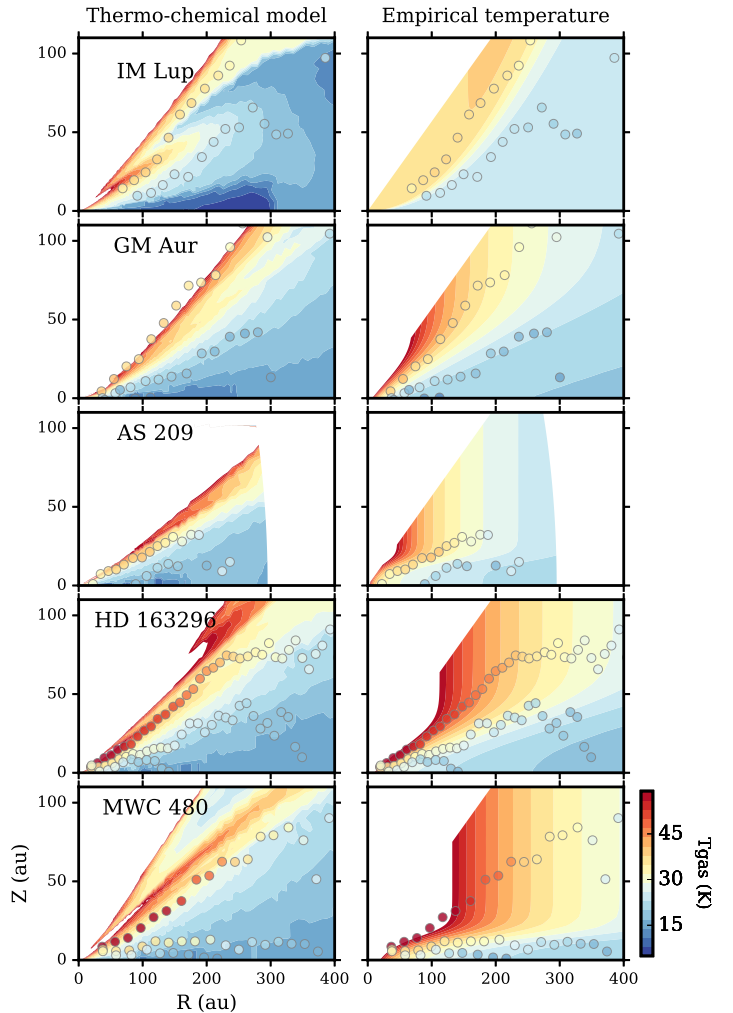 Thermo-chemical model Empirical temperature
100
IM Lup
50
0
100
GM Aur
50
0
100
AS 209
50
0
100
HD 163296
50
0
100
MWC 480
45
Z (au)
50
30
Tgas (K)
15
0
0 100 200 300 400 0 100 200 300 400
R (au)